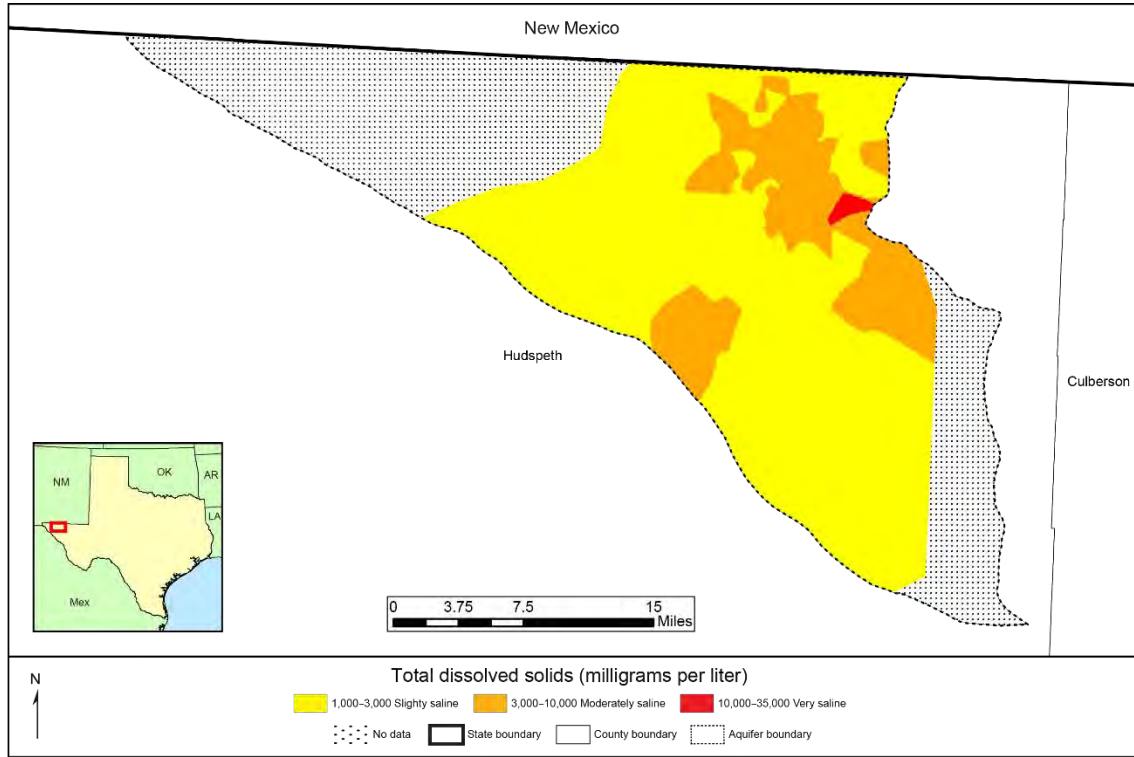 New Mexico
Hudspeth
Culberson
NM
OK
AR
LA
Mex
0 3.75 7.5 15
Miles
N
Total dissolved solids (milligrams per liter)
1,000–3,000 Slighty saline 3,000–10,000 Moderately saline 10,000–35,000 Very saline
No data State boundary County boundary Aquifer boundary